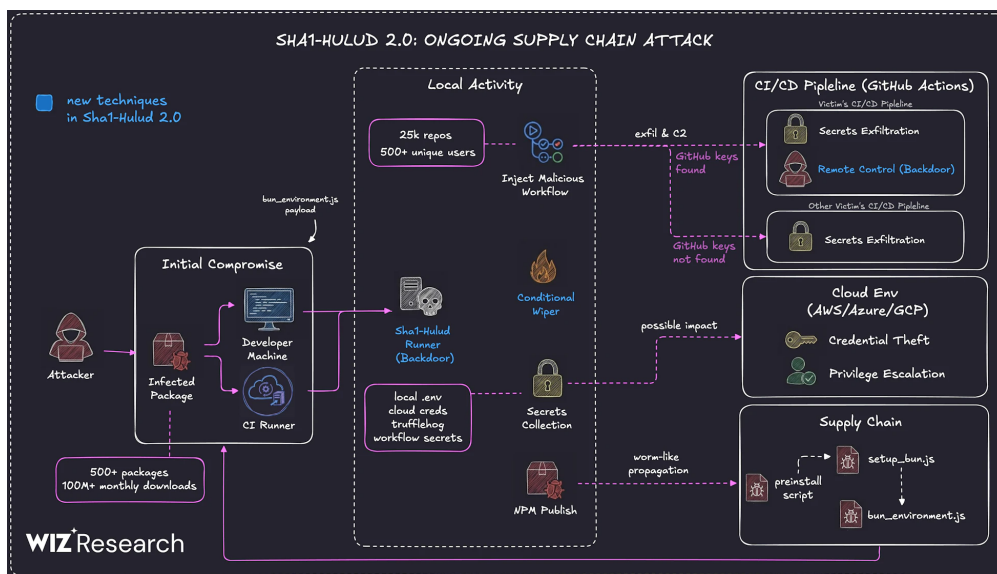 SHA1-HULUD 2.0: ONGOING SUPPLY CHAIN ATTACK
new techniques
in Sha1-Hulud 2.0
Attacker
bun_environment.js
payload
Initial Compromise
Infected
Package
Developer
Machine
CI Runner
500+ packages
100M+ monthly downloads
Local Activity
25k repos
500+ unique users
Inject Malicious
Workflow
Sha1-Hulud
Runner
(Backdoor)
Conditional
Wiper
local .env
cloud creds
trufflehog
workflow secrets
Secrets
Collection
NPM Publish
exfil & C2
GitHub keys
found
GitHub keys
not found
possible impact
worm-like
propagation
CI/CD Pipleline (GitHub Actions)
Victim's CI/CD Pipleline
Secrets Exfiltration
Remote Control (Backdoor)
Other Victim's CI/CD Pipleline
Secrets Exfiltration
Cloud Env
(AWS/Azure/GCP)
Credential Theft
Privilege Escalation
Supply Chain
preinstall
script
setup_bun.js
bun_environment.js
WIZ Research